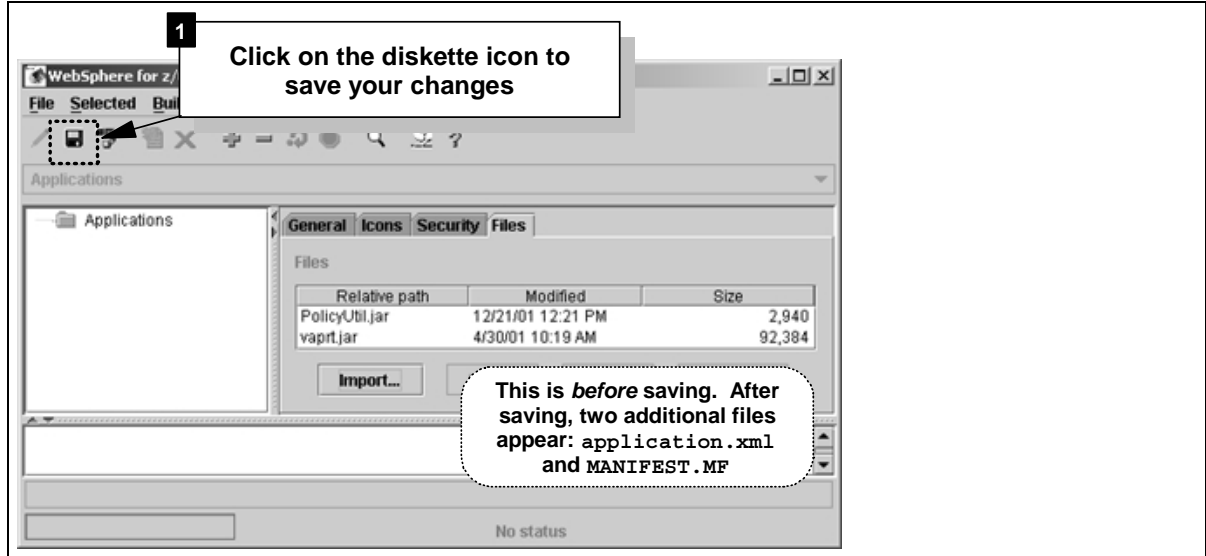 1
Click on the diskette icon to
save your changes
WebSphere for z/
File Selected Buil
Applications
Applications
General Icons Security Files
Files
Relative path Modified Size
PolicyUtil.jar 12/21/01 12:21 PM 2,940
vaprt.jar 4/30/01 10:19 AM 92,384
Import...
This is before saving. After
saving, two additional files
appear: application.xml
and MANIFEST.MF
No status